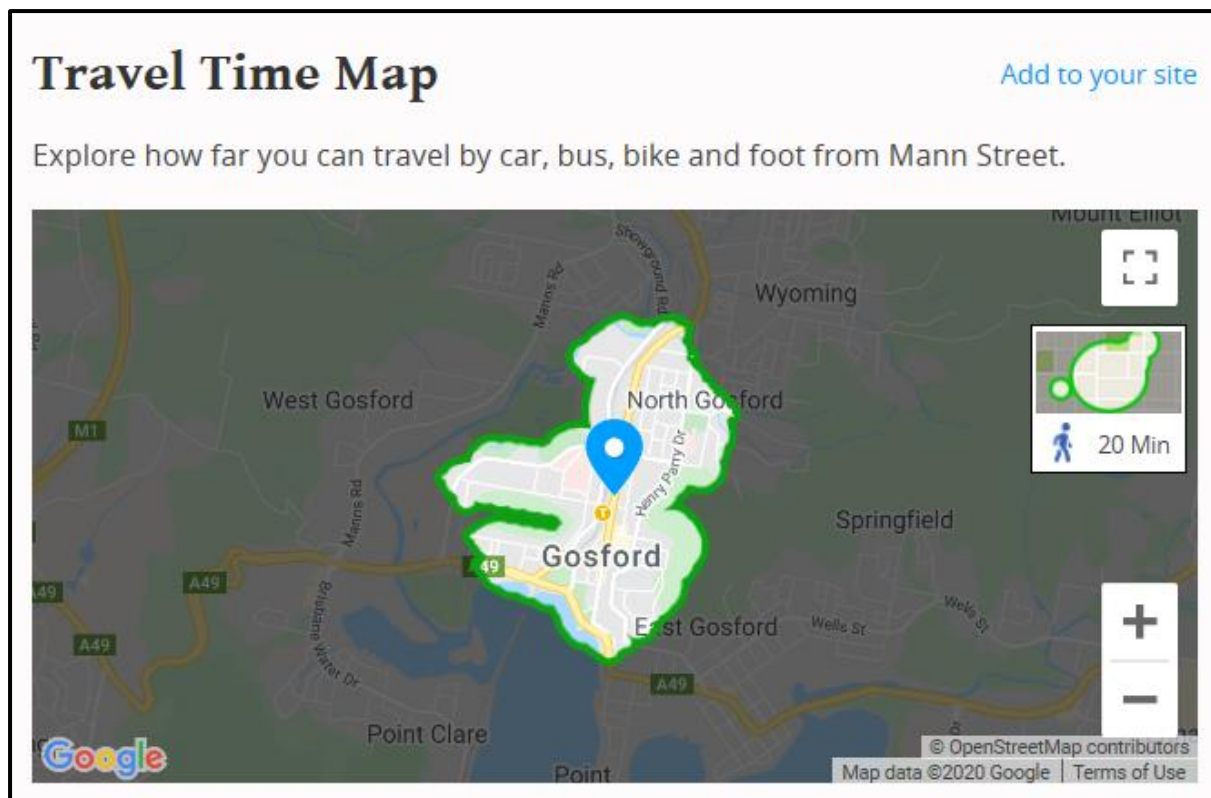 Travel Time Map
Add to your site
Explore how far you can travel by car, bus, bike and foot from Mann Street.
Mount Elliot
Showground Rd
Manns Rd
Wyoming
West Gosford
North Gosford
M1
20 Min
Henry Parry Dr
Manns Rd
T
Springfield
Gosford
49
A49
A49
Brisbane Water Dr
East Gosford
Wells St
Wells St
A49
A49
Point Clare
Google
Point
© OpenStreetMap contributors
Map data ©2020 Google
Terms of Use